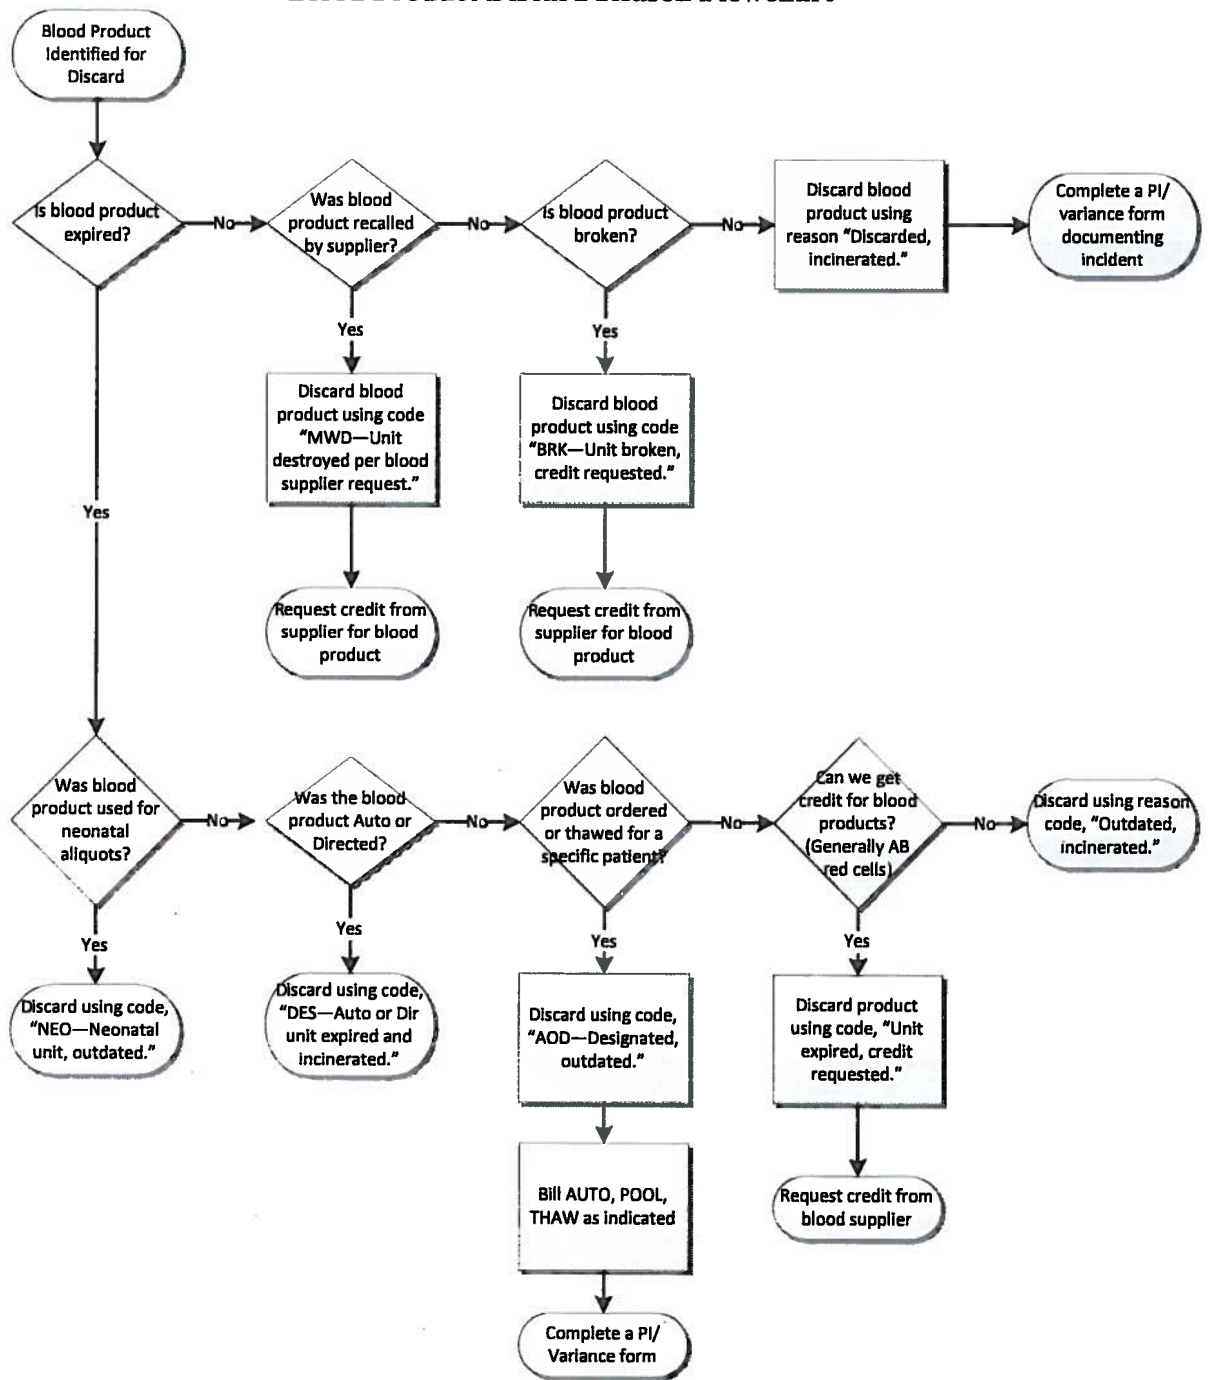 Blood Product
Identified for
Discard
Is blood product
expired?
No
Was blood
product recalled
by supplier?
No
Is blood product
broken?
No
Discard blood
product using
reason "Discarded,
incinerated."
Complete a PI/
variance form
documenting
incident
Yes
Yes
Discard blood
product using code
"MWD—Unit
destroyed per blood
supplier request."
Discard blood
product using code
"BRK—Unit broken,
credit requested."
Yes
Request credit from
supplier for blood
product
Request credit from
supplier for blood
product
Was blood
product used for
neonatal
aliquots?
No
Was the blood
product Auto or
Directed?
No
Was blood
product ordered
or thawed for a
specific patient?
No
Can we get
credit for blood
products?
(Generally AB
red cells)
No
Discard using reason
code, "Outdated,
incinerated."
Yes
Yes
Yes
Yes
Discard using code,
"NEO—Neonatal
unit, outdated."
Discard using code,
"DES—Auto or Dir
unit expired and
incinerated."
Discard using code,
"AOD—Designated,
outdated."
Discard product
using code, "Unit
expired, credit
requested."
Bill AUTO, POOL,
THAW as indicated
Request credit from
blood supplier
Complete a PI/
Variance form